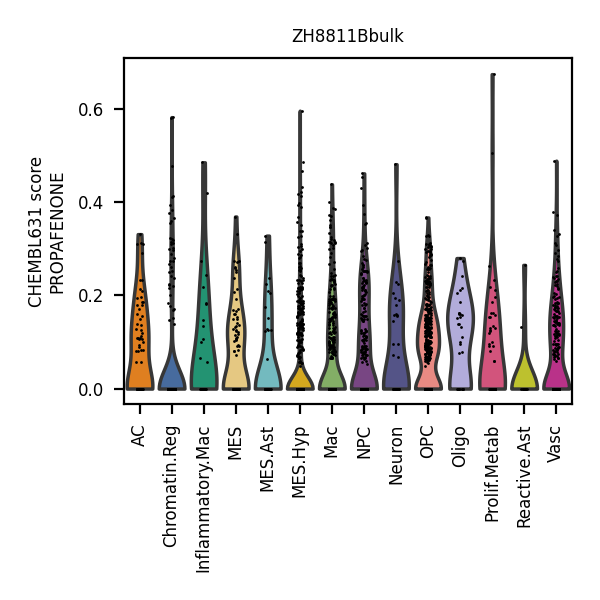 ZH8811Bbulk
CHEMBL631 score
PROPAFENONE
0.6
0.4
0.2
0.0
AC
Chromatin.Reg
Inflammatory.Mac
MES
MES.Ast
MES.Hyp
Mac
NPC
Neuron
OPC
Oligo
Prolif.Metab
Reactive.Ast
Vasc